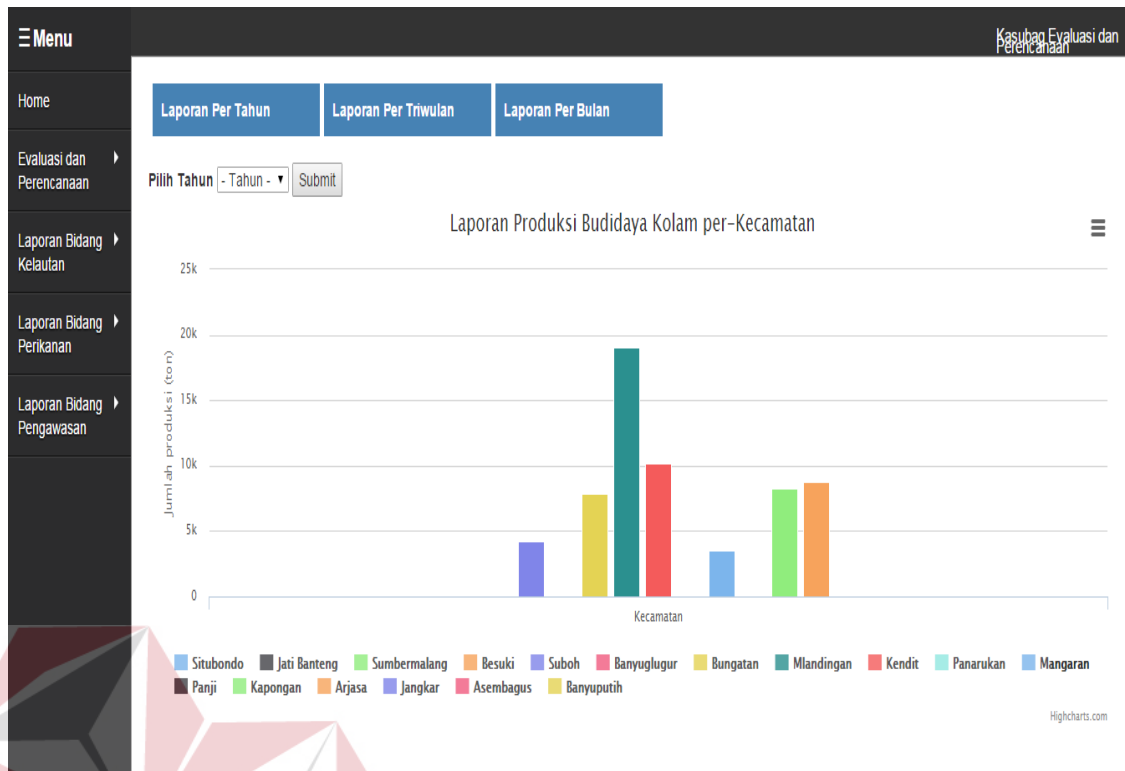 Menu
Kasubag Evaluasi dan
Perencanaan
Home
Evaluasi dan
Perencanaan
Laporan Bidang
Kelautan
Laporan Bidang
Perikanan
Laporan Bidang
Pengawasan
Laporan Per Tahun
Laporan Per Triwulan
Laporan Per Bulan
Pilih Tahun - Tahun - Submit
Laporan Produksi Budidaya Kolam per-Kecamatan
Jumlah produksi (ton)
25k
20k
15k
10k
5k
0
Kecamatan
Situbondo Jati Banteng Sumbermalang Besuki Suboh Banyuglugur Bungatan Mlandingan Kendit Panarukan Mangaran
Panji Kapongan Arjasa Jangkar Asembagus Banyuputih
Highcharts.com